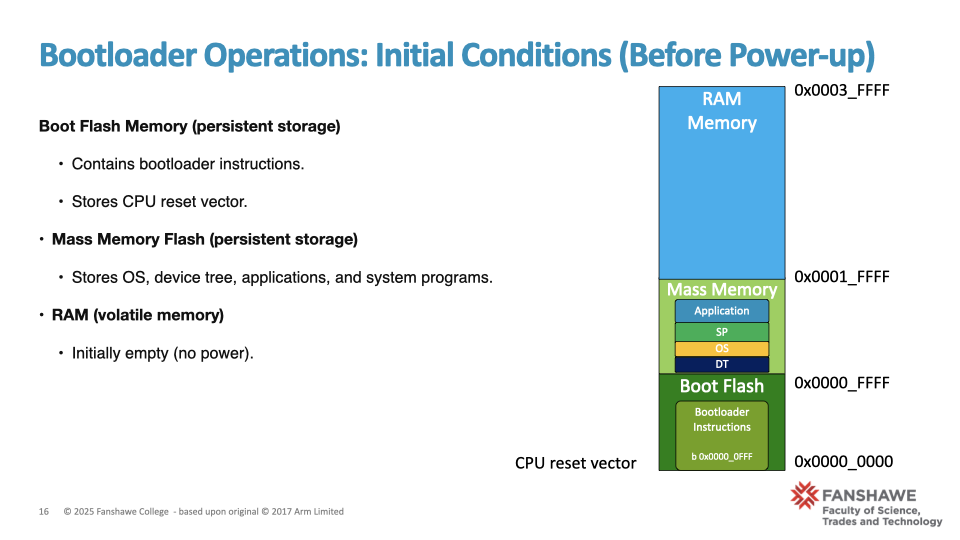 Bootloader Operations: Initial Conditions (Before Power-up)
Boot Flash Memory (persistent storage)
• Contains bootloader instructions.
• Stores CPU reset vector.
• Mass Memory Flash (persistent storage)
• Stores OS, device tree, applications, and system programs.
• RAM (volatile memory)
• Initially empty (no power).
RAM
Memory
0x0003_FFFF
0x0001_FFFF
Mass Memory
Application
SP
OS
DT
0x0000_FFFF
Boot Flash
Bootloader
Instructions
b 0x0000_0FFF
CPU reset vector
0x0000_0000
16 © 2025 Fanshawe College - based upon original © 2017 Arm Limited
FANSHAWE
Faculty of Science,
Trades and Technology